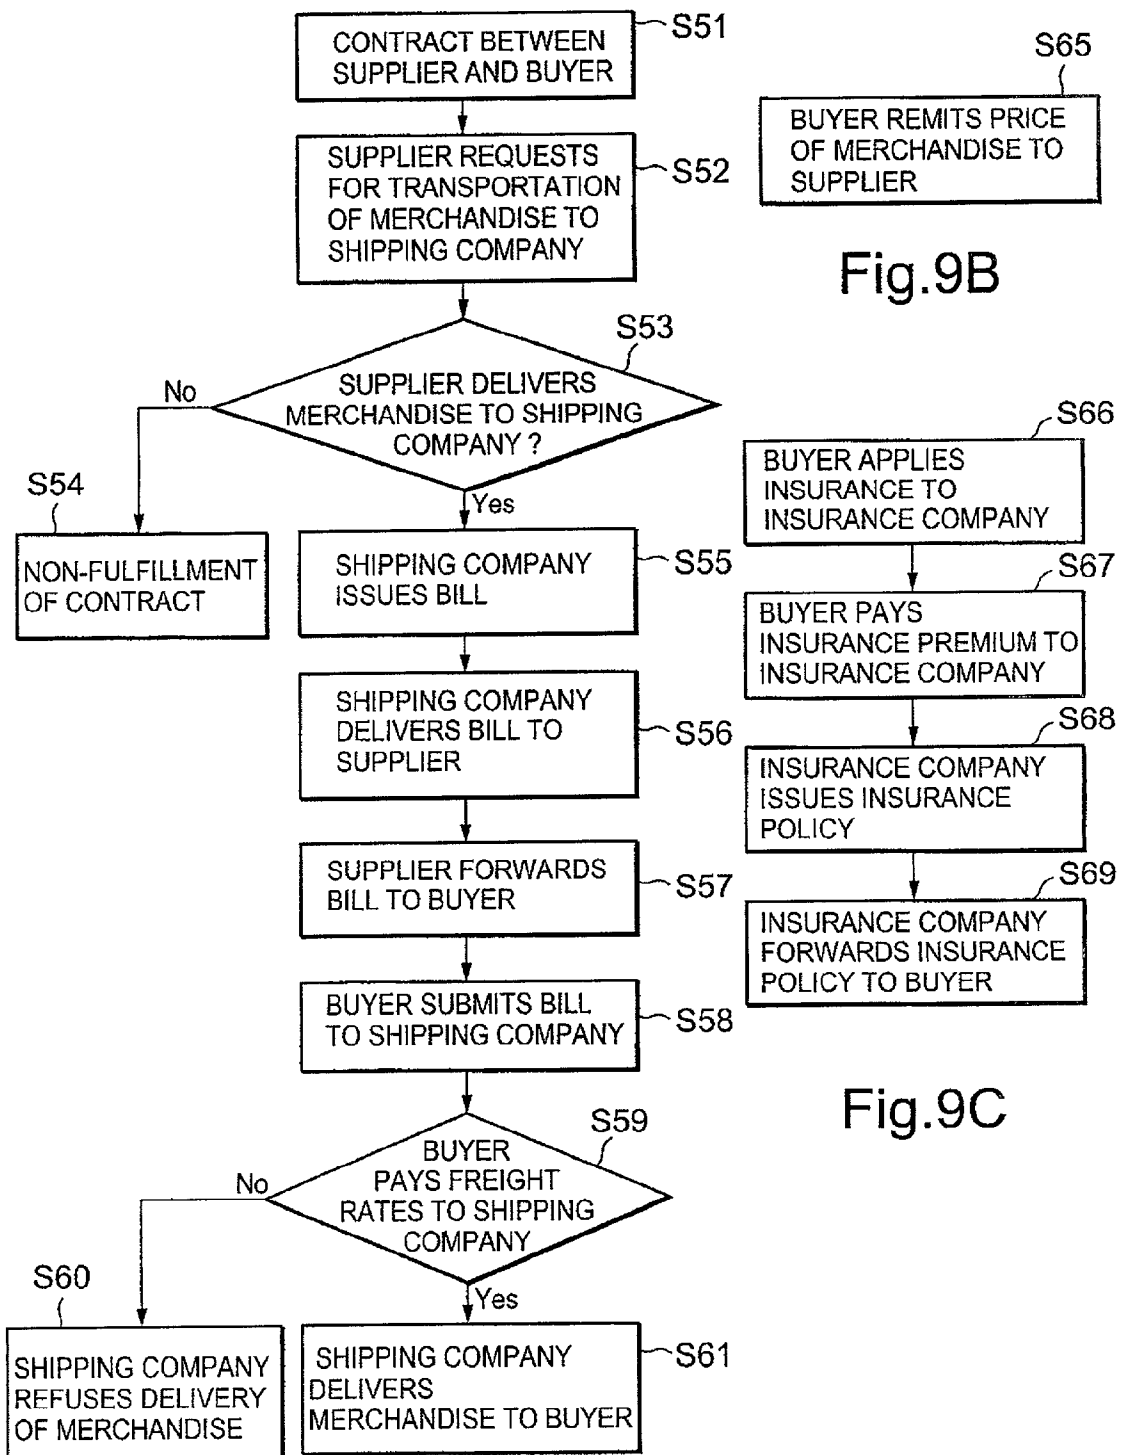 S51
CONTRACT BETWEEN
SUPPLIER AND BUYER
S52
SUPPLIER REQUESTS
FOR TRANSPORTATION
OF MERCHANDISE TO
SHIPPING COMPANY
S53
SUPPLIER DELIVERS
MERCHANDISE TO SHIPPING
COMPANY ?
No
Yes
S54
NON-FULFILLMENT
OF CONTRACT
S55
SHIPPING COMPANY
ISSUES BILL
S56
SHIPPING COMPANY
DELIVERS BILL TO
SUPPLIER
S57
SUPPLIER FORWARDS
BILL TO BUYER
S58
BUYER SUBMITS BILL
TO SHIPPING COMPANY
S59
BUYER
PAYS FREIGHT
RATES TO SHIPPING
COMPANY
No
Yes
S60
SHIPPING COMPANY
REFUSES DELIVERY
OF MERCHANDISE
S61
SHIPPING COMPANY
DELIVERS
MERCHANDISE TO BUYER
S65
BUYER REMITS PRICE
OF MERCHANDISE TO
SUPPLIER
Fig.9B
S66
BUYER APPLIES
INSURANCE TO
INSURANCE COMPANY
S67
BUYER PAYS
INSURANCE PREMIUM TO
INSURANCE COMPANY
S68
INSURANCE COMPANY
ISSUES INSURANCE
POLICY
S69
INSURANCE COMPANY
FORWARDS INSURANCE
POLICY TO BUYER
Fig.9C